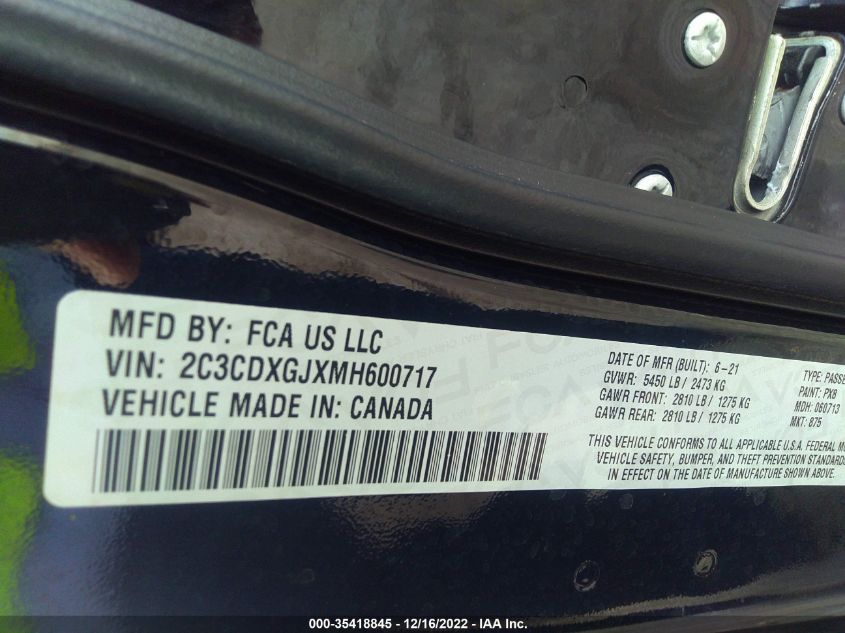 MFD BY: FCA US LLC
VIN: 2C3CDXGJXMH600717
VEHICLE MADE IN: CANADA
DATE OF MFR (BUILT): 6-21
GVWR: 5450 LB / 2473 KG
GAWR FRONT: 2810 LB / 1275 KG
GAWR REAR: 2810 LB / 1275 KG
TYPE: PASSE
PAINT: PX8
MDH: 060713
MKT: 875
THIS VEHICLE CONFORMS TO ALL APPLICABLE U.S.A. FEDERAL MO
VEHICLE SAFETY, BUMPER, AND THEFT PREVENTION STANDARDS
IN EFFECT ON THE DATE OF MANUFACTURE SHOWN ABOVE.
000-35418845 - 12/16/2022 - IAA Inc.